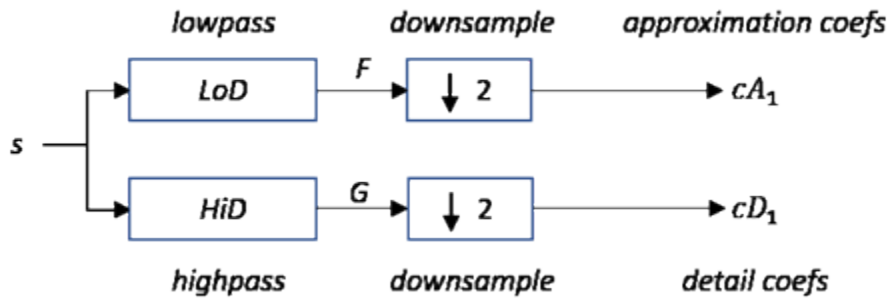 lowpass downsample approximation coefs
F
LoD ↓ 2 cA₁
s
G
HiD ↓ 2 cD₁
highpass downsample detail coefs